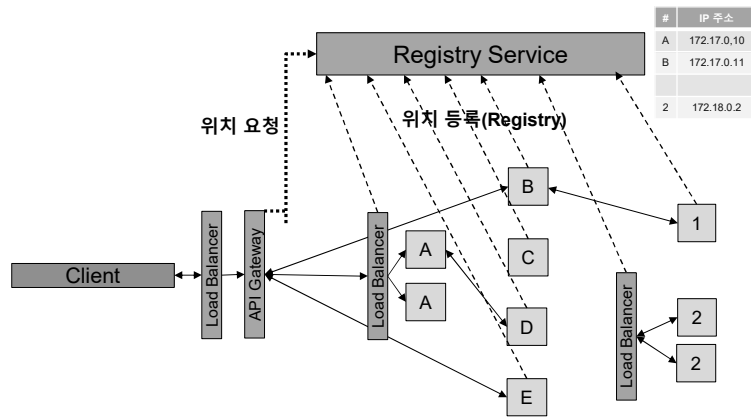 # IP 주소
A 172.17.0,10
B 172.17.0.11
2 172.18.0.2
Registry Service
위치 요청
위치 등록(Registry)
B
1
Client
Load Balancer
API Gateway
Load Balancer
A
A
C
D
E
Load Balancer
2
2